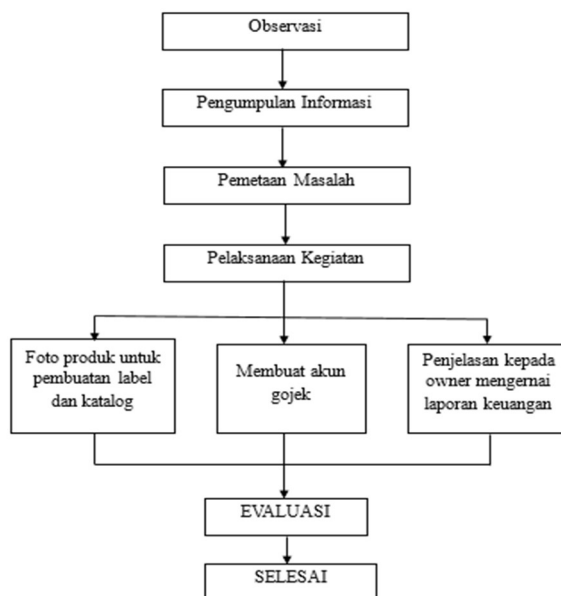 Observasi
Pengumpulan Informasi
Pemetaan Masalah
Pelaksanaan Kegiatan
Foto produk untuk
pembuatan label
dan katalog
Membuat akun
gojek
Penjelasan kepada
owner mengernai
laporan keuangan
EVALUASI
SELESAI